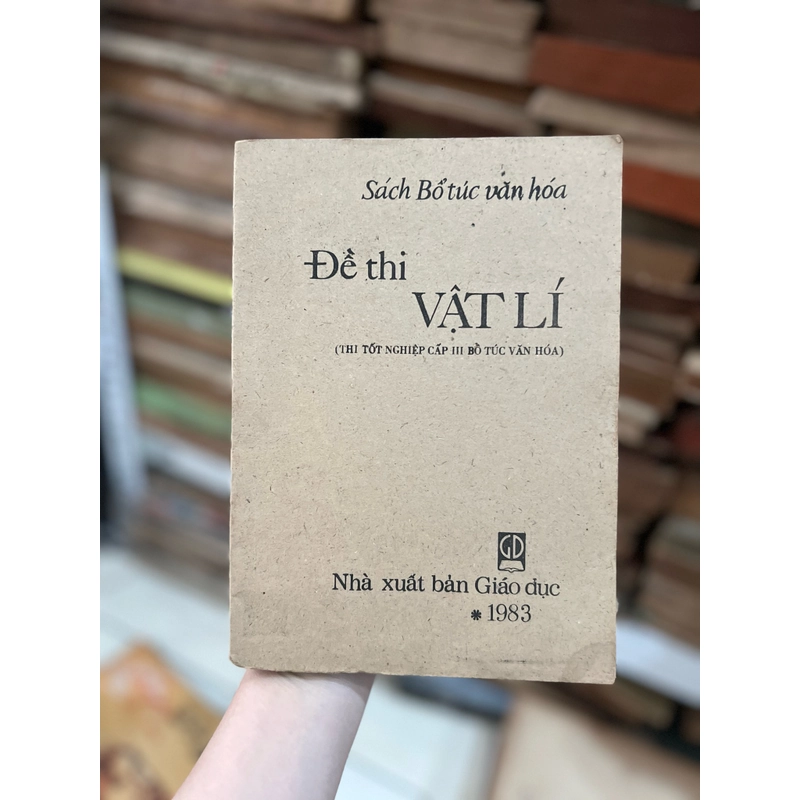 Sách Bổ túc văn hóa
Đề thi
VẬT LÍ
(THI TỐT NGHIỆP CẤP III BỔ TÚC VĂN HÓA)
GD
Nhà xuất bản Giáo dục
* 1983